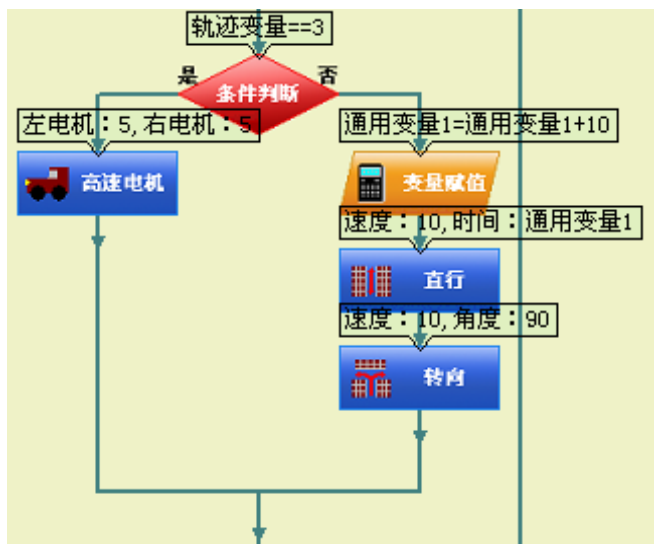 轨迹变量==3
是
否
条件判断
左电机：5,右电机：5
通用变量1=通用变量1+10
高速电机
变量赋值
速度：10,时间：通用变量1
直行
速度：10,角度：90
转向